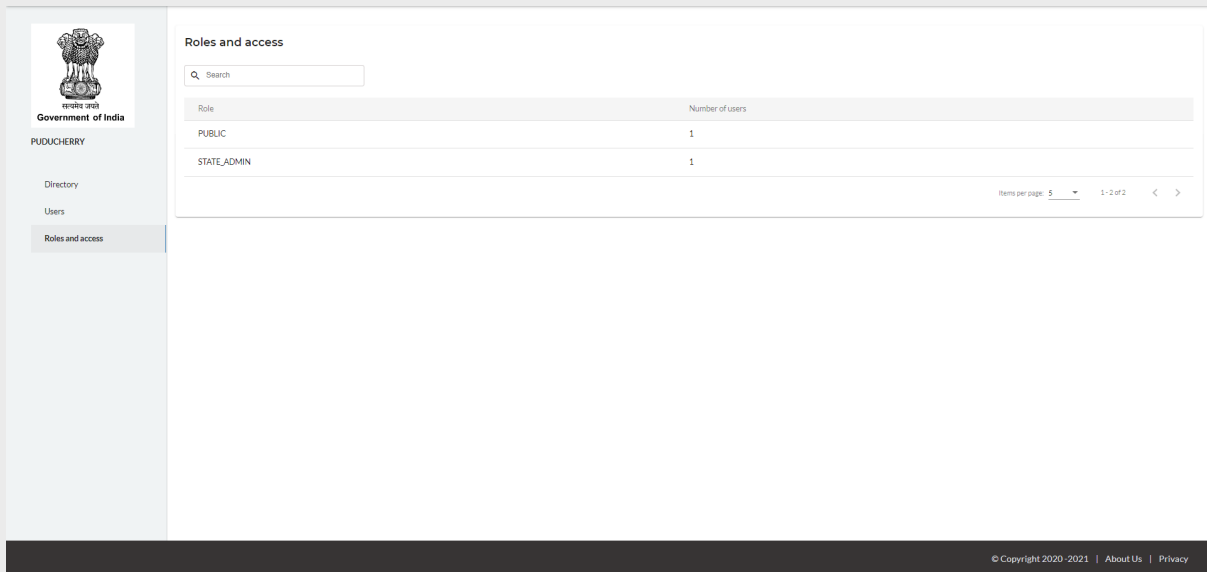 सत्यमेव जयते
Government of India
PUDUCHERRY
Directory
Users
Roles and access
Roles and access
Search
Role Number of users
PUBLIC 1
STATE_ADMIN 1
Items per page: 5 1 - 2 of 2
© Copyright 2020 -2021 | About Us | Privacy